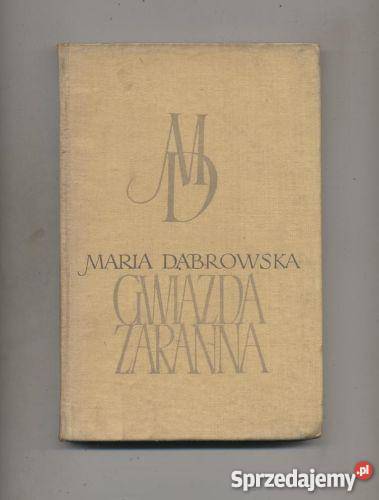 MD
MARIA DĄBROWSKA
GWIAZDA
ZARANNA
Sprzedajemy.pl